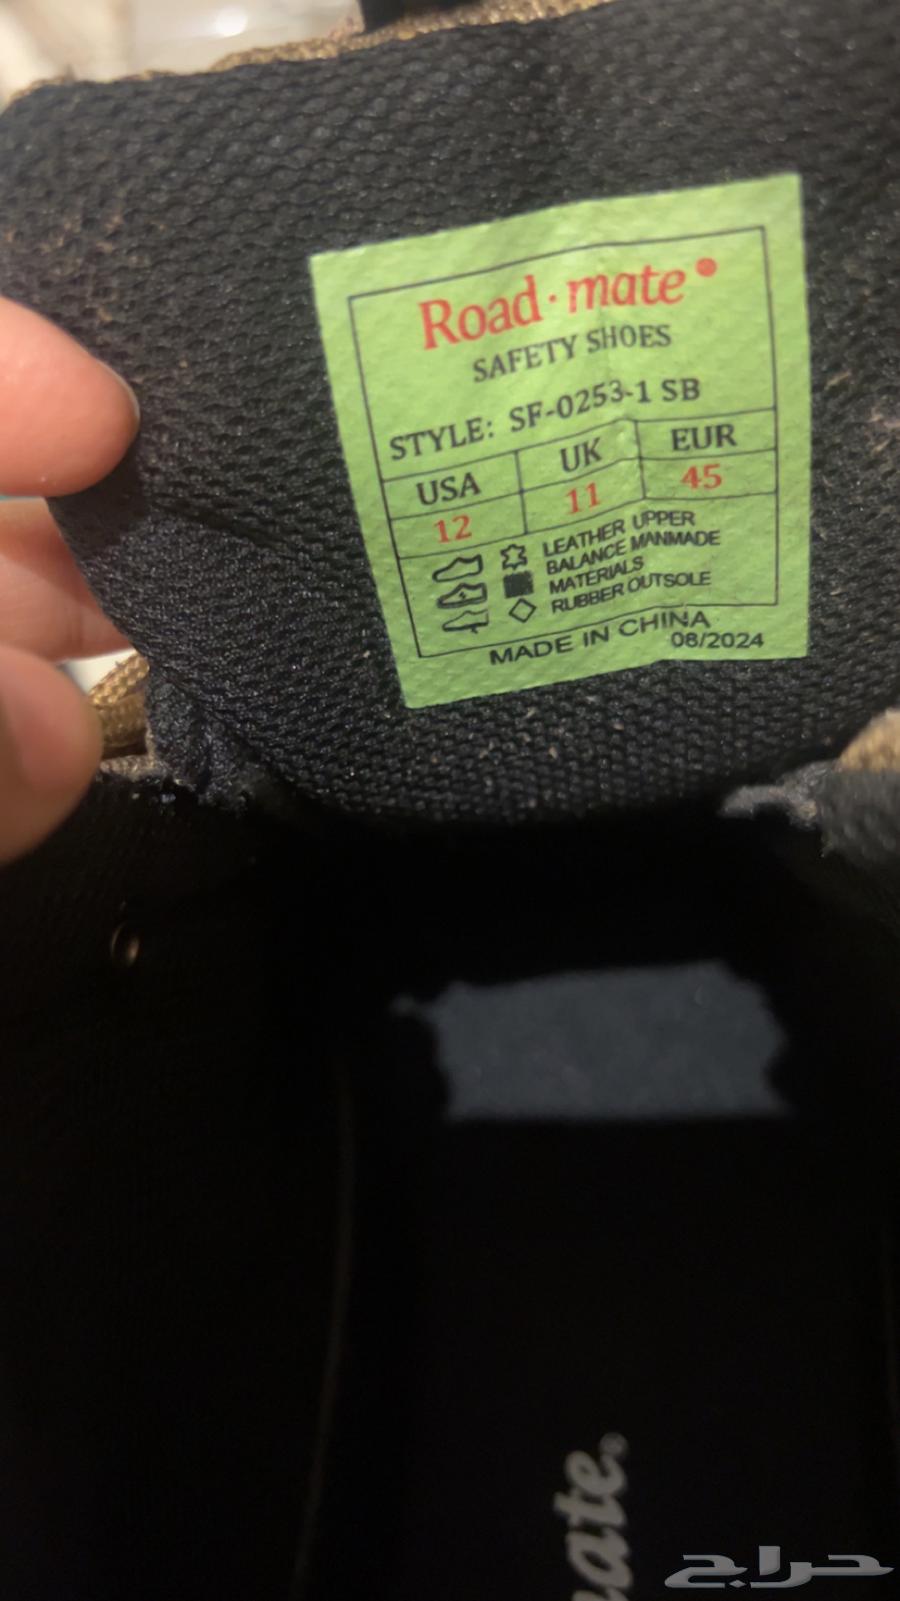 Road·mate®
SAFETY SHOES
STYLE: SF-0253-1 SB
USA UK EUR
12 11 45
LEATHER UPPER
BALANCE MANMADE
MATERIALS
RUBBER OUTSOLE
MADE IN CHINA
08/2024
mate®
حراج